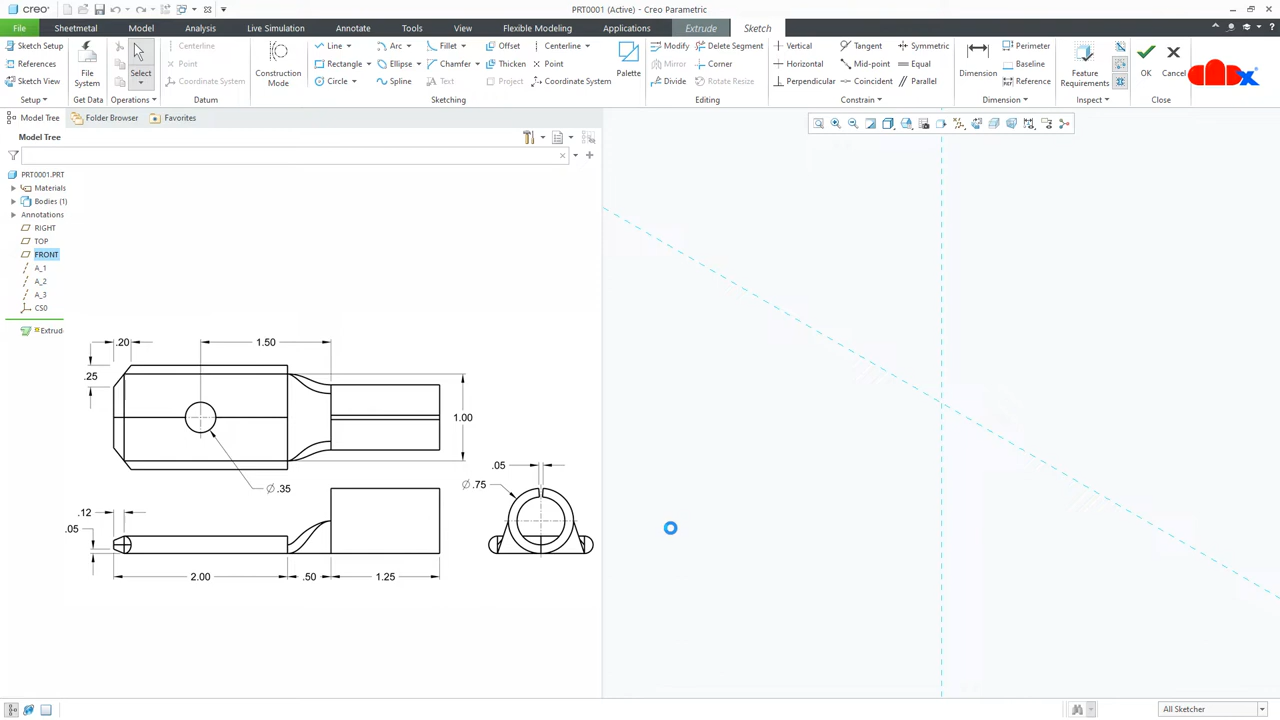 creo
PRT0001 (Active) - Creo Parametric
File
Sheetmetal
Model
Analysis
Live Simulation
Annotate
Tools
View
Flexible Modeling
Applications
Extrude
Sketch
Sketch Setup
References
Sketch View
Setup
File System
Get Data
Select
Operations
Centerline
Point
Coordinate System
Datum
Construction Mode
Line
Rectangle
Circle
Arc
Ellipse
Spline
Fillet
Chamfer
Text
Offset
Thicken
Project
Centerline
Point
Coordinate System
Palette
Sketching
Modify
Mirror
Divide
Delete Segment
Corner
Rotate Resize
Editing
Vertical
Horizontal
Perpendicular
Tangent
Mid-point
Coincident
Symmetric
Equal
Parallel
Constrain
Dimension
Perimeter
Baseline
Reference
Dimension
Feature Requirements
Inspect
OK
Cancel
Close
Model Tree
Folder Browser
Favorites
Model Tree
PRT0001.PRT
Materials
Bodies (1)
Annotations
RIGHT
TOP
FRONT
A_1
A_2
A_3
CS0
Extrud
.20
1.50
.25
1.00
Ø.35
.05
Ø.75
.12
.05
2.00
.50
1.25
All Sketcher